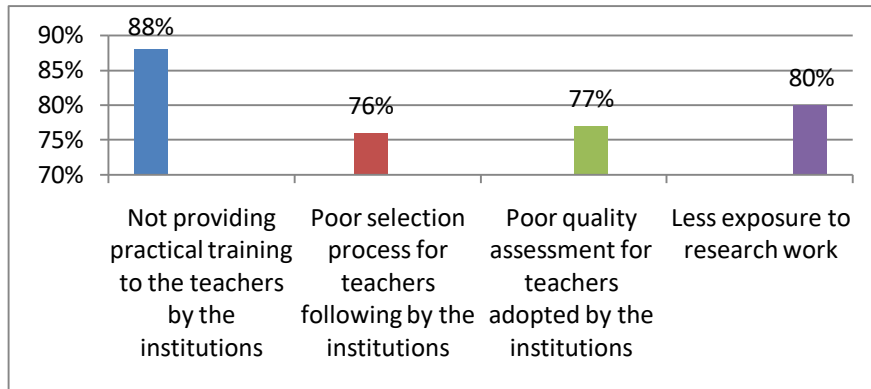 88%
90%
85%
80%
75%
70%
76%
77%
80%
Not providing
practical training
to the teachers
by the
institutions
Poor selection
process for
teachers
following by the
institutions
Poor quality
assessment for
teachers
adopted by the
institutions
Less exposure to
research work